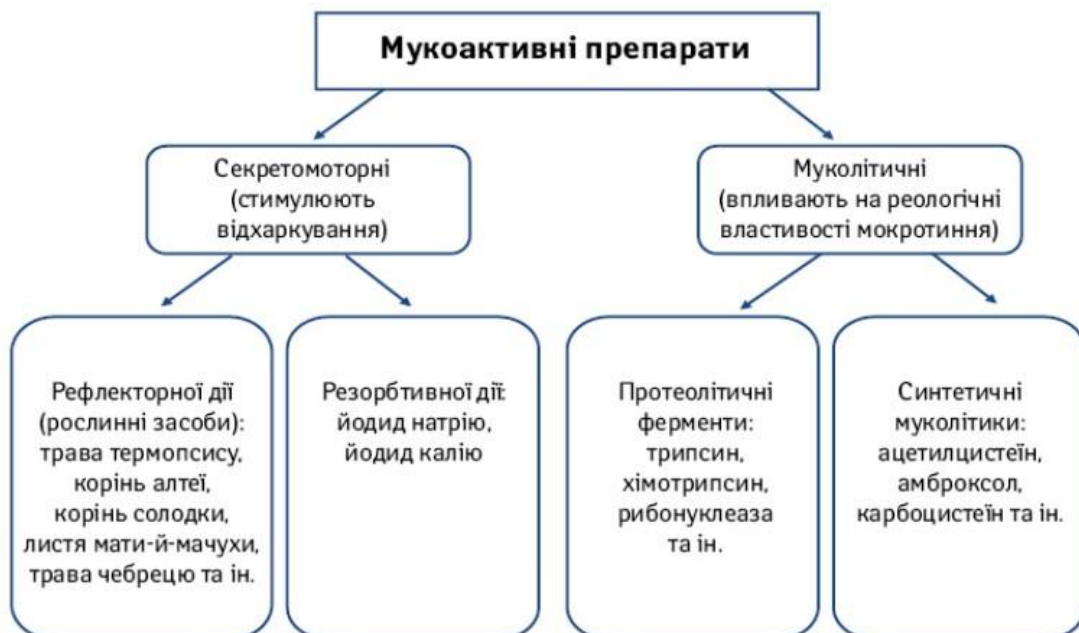 Мукоактивні препарати
Секретомоторні
(стимулюють
відхаркування)
Муколітичні
(впливають на реологічні
властивості мокротиння)
Рефлекторної дії
(рослинні засоби):
трава термопсису,
корінь алтеї,
корінь солодки,
листя мати-й-мачухи,
трава чебрецю та ін.
Резорбтивної дії:
йодид натрію,
йодид калію
Протеолітичні
ферменти:
трипсин,
хімотрипсин,
рибонуклеаза
та ін.
Синтетичні
муколітики:
ацетилцистеїн,
амброксол,
карбоцистеїн та ін.